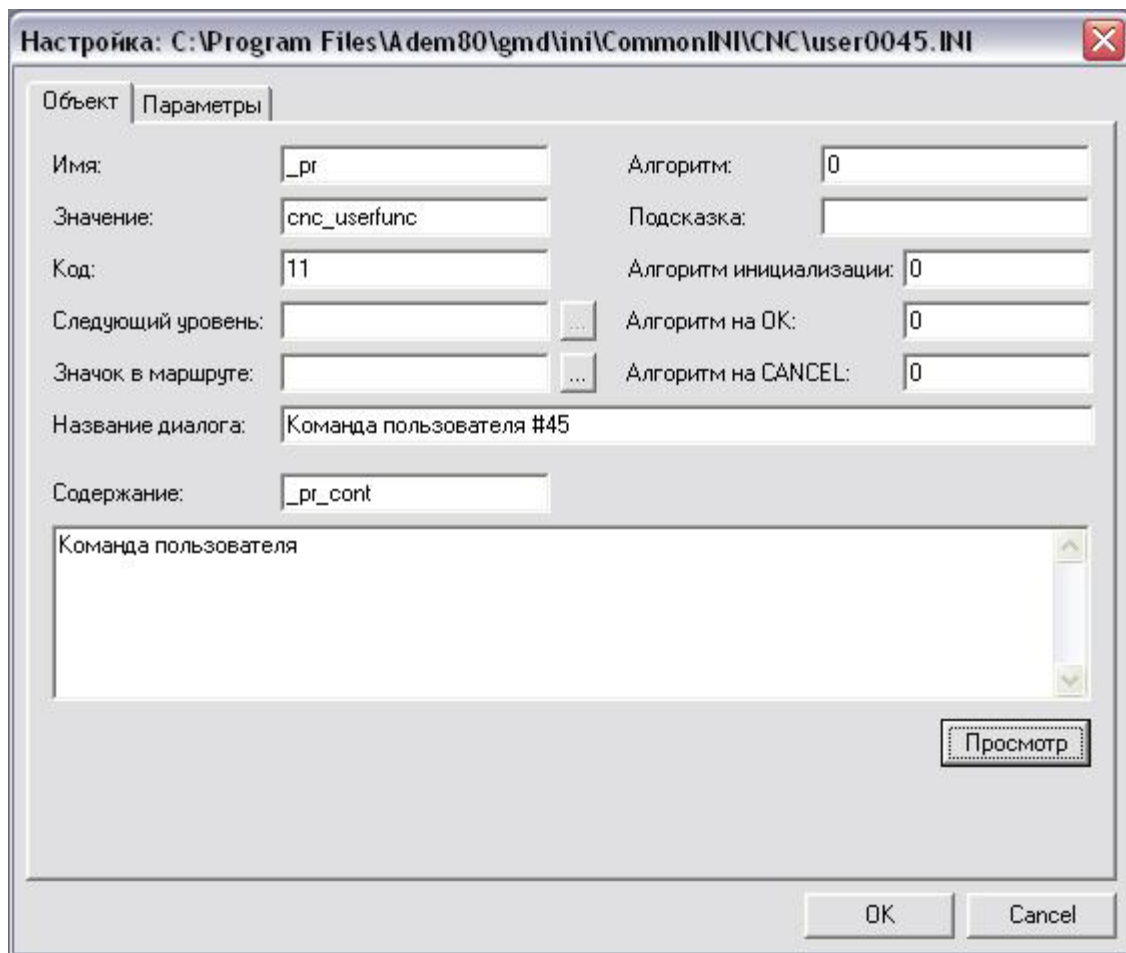 Настройка: C:\Program Files\Adem80\gmd\ini\CommonINI\CNC\user0045.INI
Объект Параметры
Имя: _pr Алгоритм: 0
Значение: cnc_userfunc Подсказка:
Код: 11 Алгоритм инициализации: 0
Следующий уровень: ... Алгоритм на OK: 0
Значок в маршруте: ... Алгоритм на CANCEL: 0
Название диалога: Команда пользователя #45
Содержание: _pr_cont
Команда пользователя
Просмотр
OK Cancel